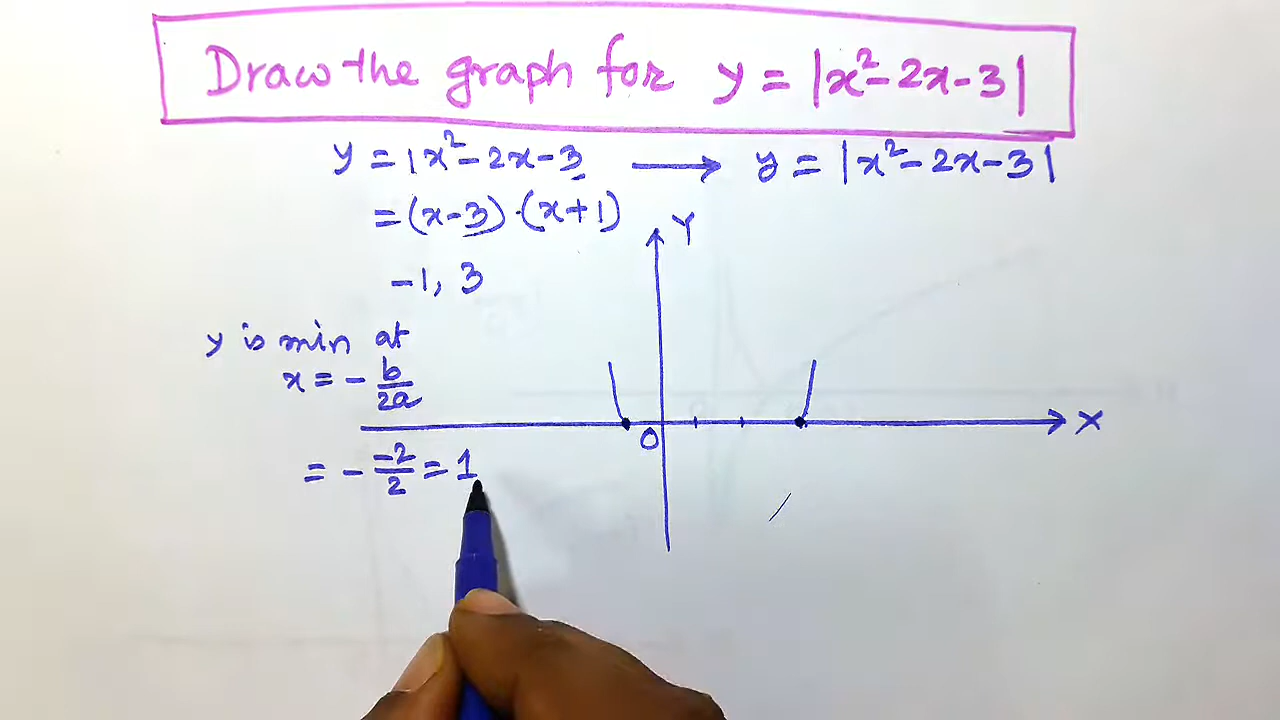 Draw the graph for y = |x²-2x-3|
y = |x²-2x-3 ⟶ y = |x²-2x-3|
= (x-3)·(x+1)
Y
-1, 3
y is min at
x = - b/2a
X
O
= - -2/2 = 1